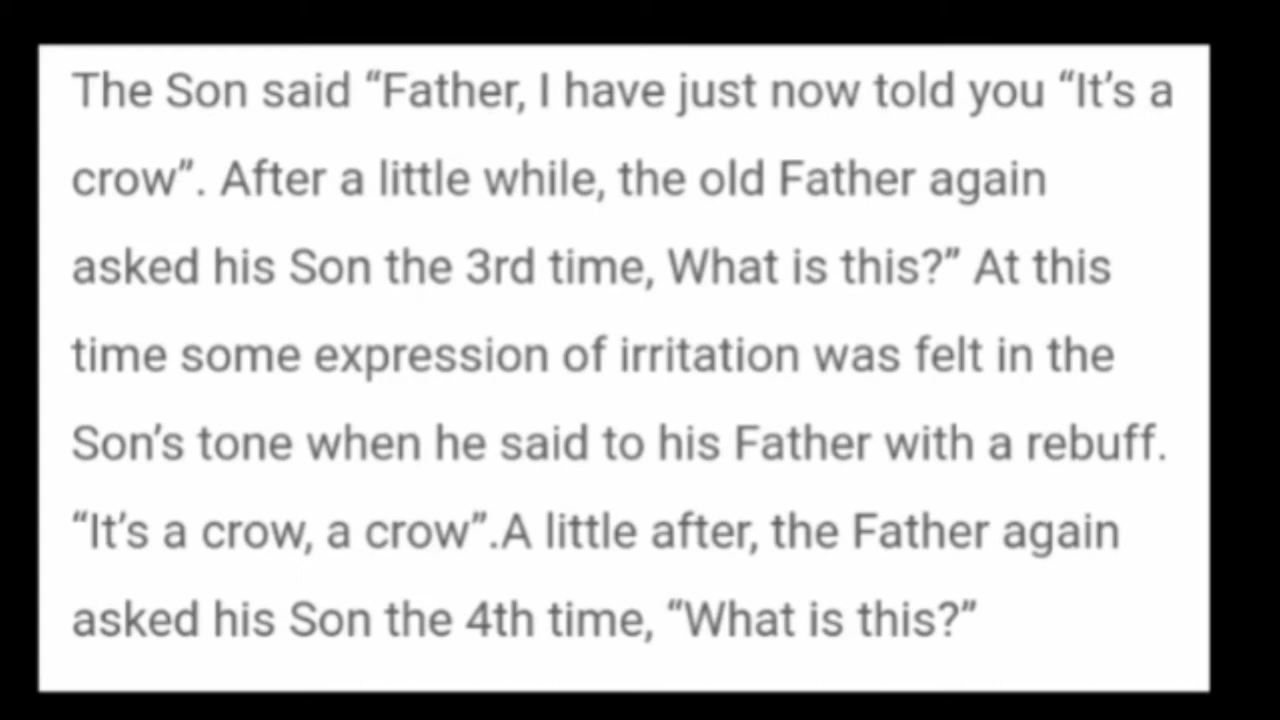 The Son said “Father, I have just now told you “It’s a
crow”. After a little while, the old Father again
asked his Son the 3rd time, What is this?” At this
time some expression of irritation was felt in the
Son’s tone when he said to his Father with a rebuff.
“It’s a crow, a crow”.A little after, the Father again
asked his Son the 4th time, “What is this?”